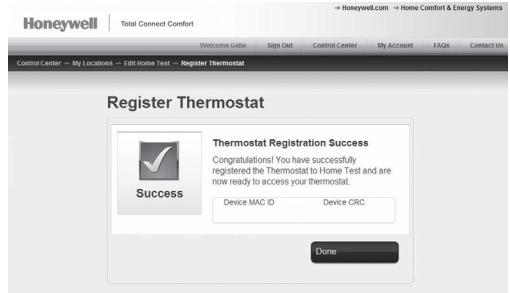 → Honeywell.com → Home Comfort & Energy Systems
Honeywell
Total Connect Comfort
Welcome Gabe Sign Out Control Center My Account FAQs Contact Us
Control Center → My Locations → Edit Home Test → Register Thermostat
Register Thermostat
Thermostat Registration Success
Congratulations! You have successfully
registered the Thermostat to Home Test and are
now ready to access your thermostat.
Success
Device MAC ID Device CRC
Done